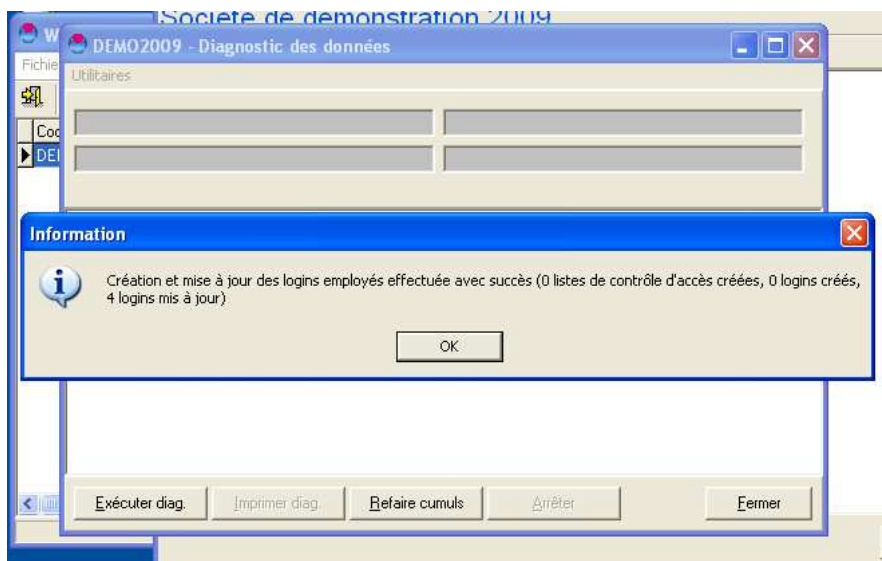 Société de démonstration 2009
W
DEMO2009 - Diagnostic des données
Fichie
Utilitaires
Coc
DEI
Information
Création et mise à jour des logins employés effectuée avec succès (0 listes de contrôle d'accès créées, 0 logins créés,
4 logins mis à jour)
OK
Exécuter diag.
Imprimer diag.
Refaire cumuls
Arrêter
Fermer